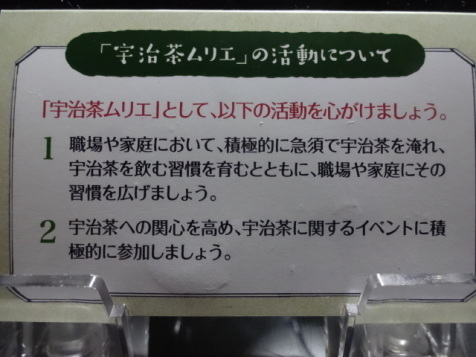 「宇治茶ムリエ」の活動について
「宇治茶ムリエ」として、以下の活動を心がけましょう。
1 職場や家庭において、積極的に急須で宇治茶を淹れ、
宇治茶を飲む習慣を育むとともに、職場や家庭にその
習慣を広げましょう。
2 宇治茶への関心を高め、宇治茶に関するイベントに積
極的に参加しましょう。